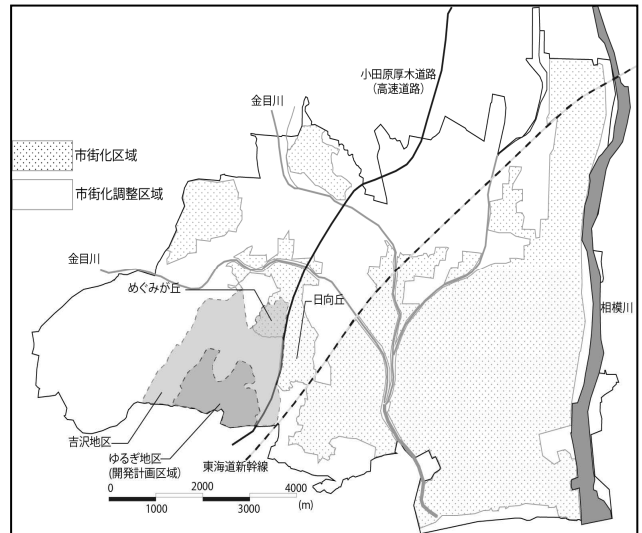 小田原厚木道路
(高速道路)
金目川
市街化区域
市街化調整区域
金目川
めぐみが丘
日向丘
相模川
吉沢地区
ゆるぎ地区
(開発計画区域)
東海道新幹線
0 2000 4000
1000 3000 (m)